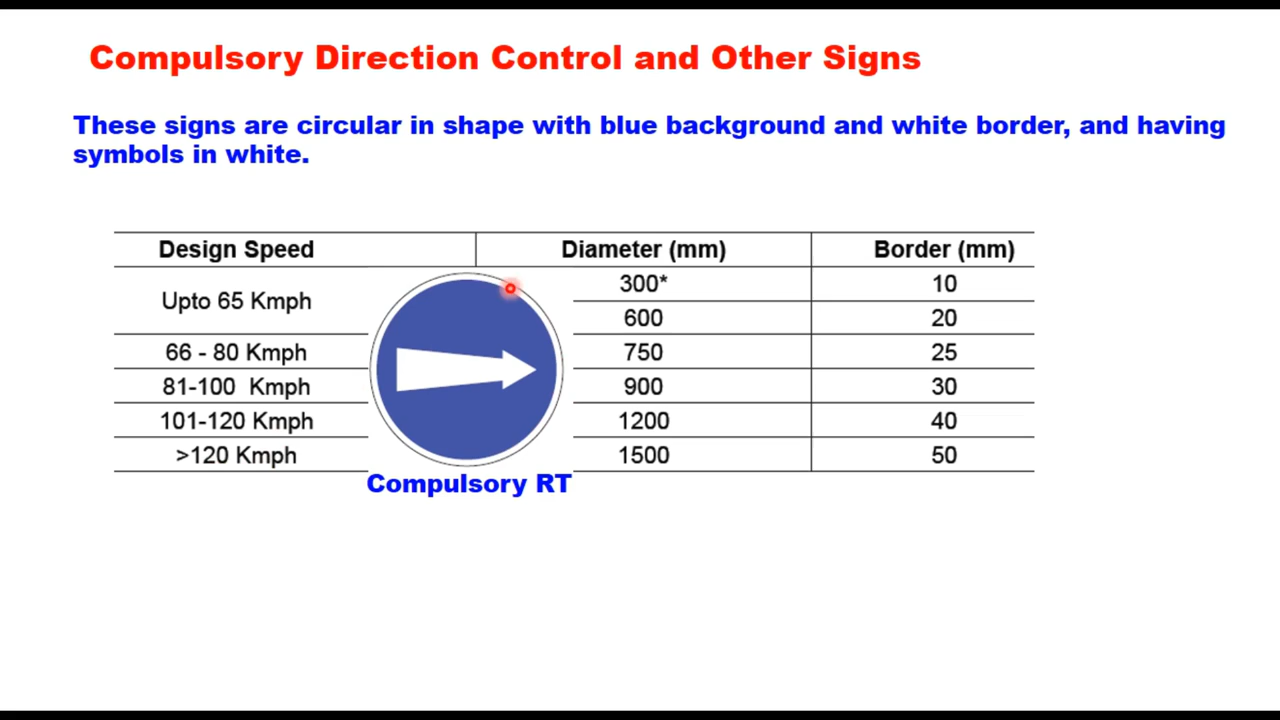 Compulsory Direction Control and Other Signs
These signs are circular in shape with blue background and white border, and having
symbols in white.
Design Speed Diameter (mm) Border (mm)
Upto 65 Kmph 300* 10
600 20
66 - 80 Kmph 750 25
81-100 Kmph 900 30
101-120 Kmph 1200 40
>120 Kmph 1500 50
Compulsory RT